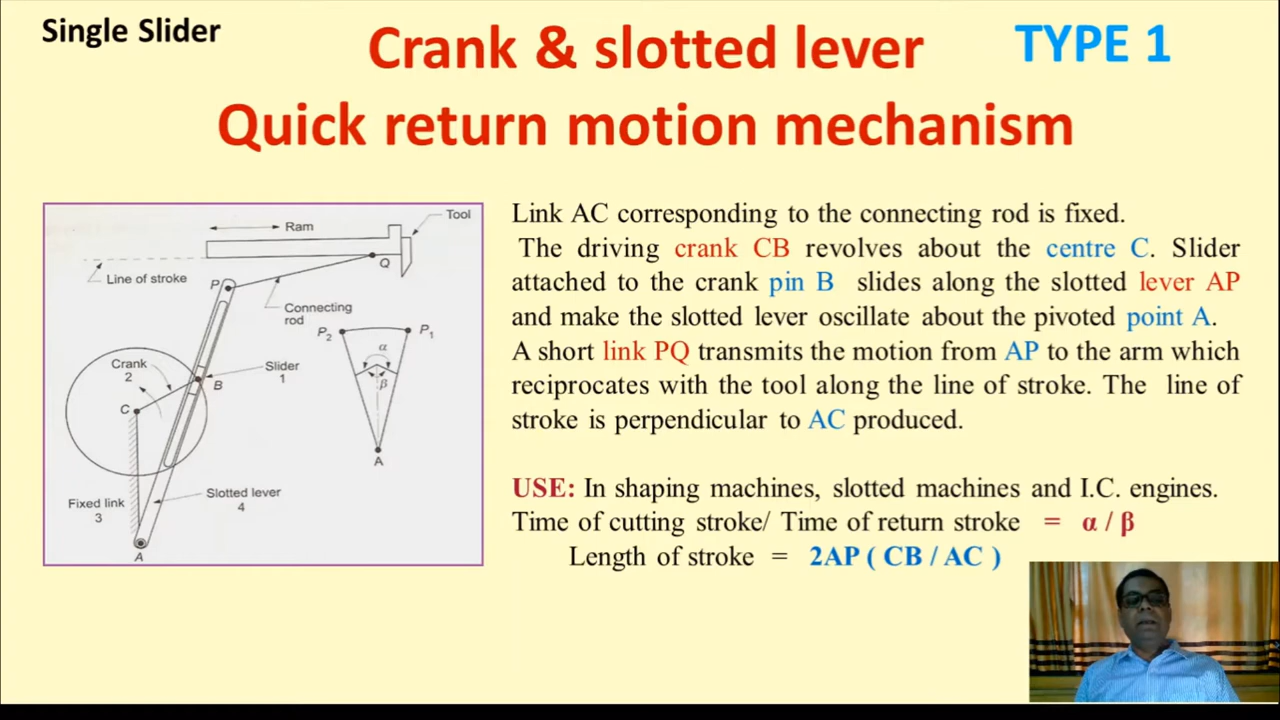 Single Slider
Crank & slotted lever
TYPE 1
Quick return motion mechanism
Ram
Tool
Line of stroke
Q
P
Connecting
rod
P2
P1
α
β
A
Crank
2
Slider
1
B
C
Fixed link
3
Slotted lever
4
A
Link AC corresponding to the connecting rod is fixed.
The driving crank CB revolves about the centre C. Slider
attached to the crank pin B slides along the slotted lever AP
and make the slotted lever oscillate about the pivoted point A.
A short link PQ transmits the motion from AP to the arm which
reciprocates with the tool along the line of stroke. The line of
stroke is perpendicular to AC produced.
USE: In shaping machines, slotted machines and I.C. engines.
Time of cutting stroke/ Time of return stroke = α / β
Length of stroke = 2AP ( CB / AC )